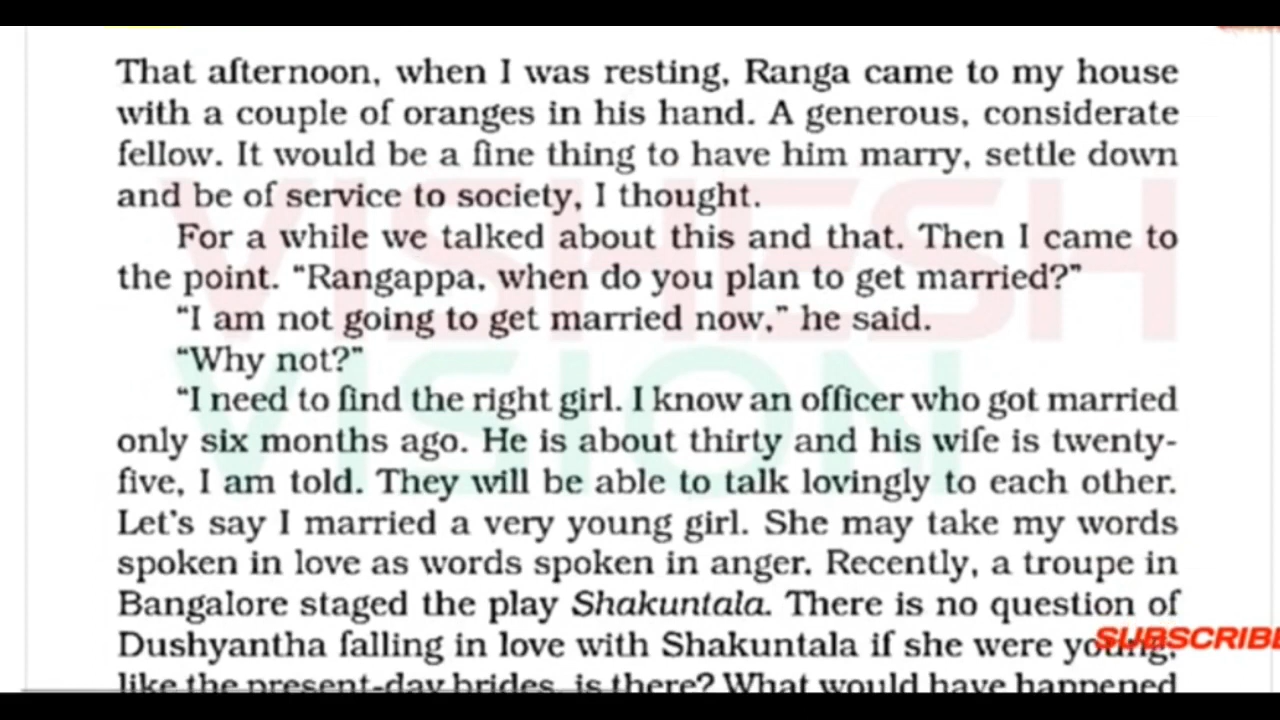 That afternoon, when I was resting, Ranga came to my house
with a couple of oranges in his hand. A generous, considerate
fellow. It would be a fine thing to have him marry, settle down
and be of service to society, I thought.
For a while we talked about this and that. Then I came to
the point. “Rangappa, when do you plan to get married?”
“I am not going to get married now,” he said.
“Why not?”
“I need to find the right girl. I know an officer who got married
only six months ago. He is about thirty and his wife is twenty-
five, I am told. They will be able to talk lovingly to each other.
Let’s say I married a very young girl. She may take my words
spoken in love as words spoken in anger. Recently, a troupe in
Bangalore staged the play Shakuntala. There is no question of
Dushyantha falling in love with Shakuntala if she were young,
SUBSCRIBE
like the present-day brides, is there? What would have happened
VISHESH
VISION